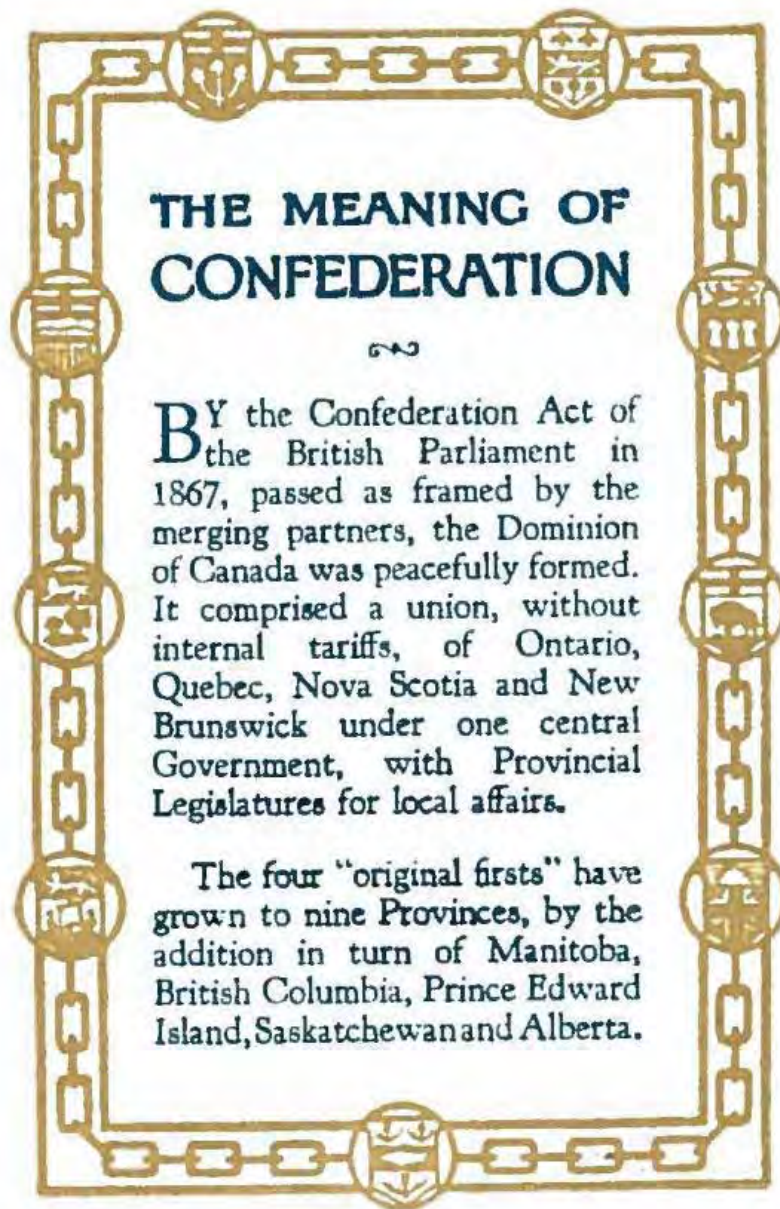 THE MEANING OF
CONFEDERATION
BY the Confederation Act of
the British Parliament in
1867, passed as framed by the
merging partners, the Dominion
of Canada was peacefully formed.
It comprised a union, without
internal tariffs, of Ontario,
Quebec, Nova Scotia and New
Brunswick under one central
Government, with Provincial
Legislatures for local affairs.
The four "original firsts" have
grown to nine Provinces, by the
addition in turn of Manitoba,
British Columbia, Prince Edward
Island, Saskatchewan and Alberta.